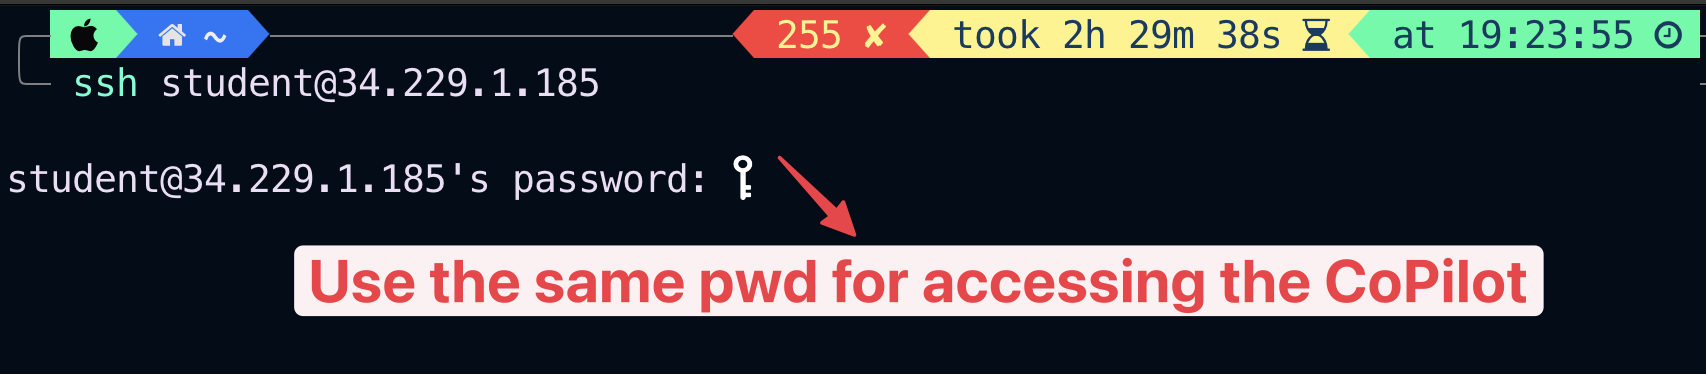 ~ 255 ✘ took 2h 29m 38s at 19:23:55
ssh student@34.229.1.185
student@34.229.1.185's password:
Use the same pwd for accessing the CoPilot